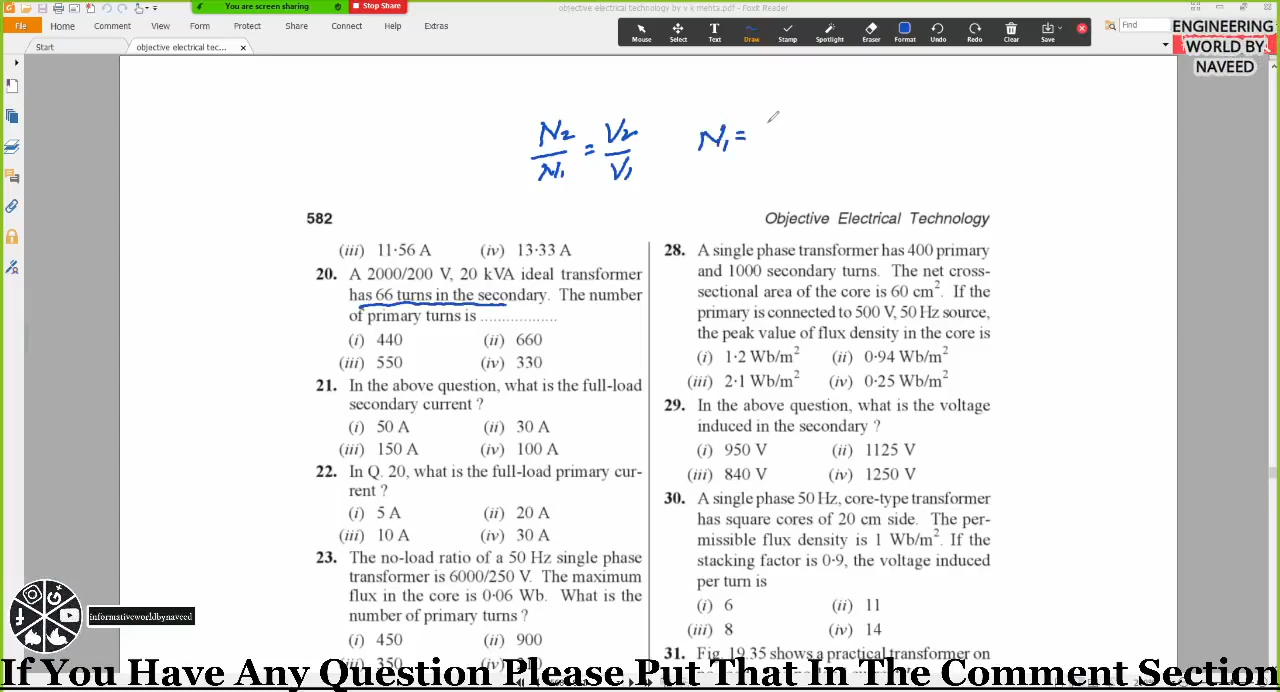 You are screen sharing
Stop Share
objective electrical technology by v k mehta.pdf - Foxit Reader
File Home Comment View Form Protect Share Connect Help Extras
Mouse Select Text Draw Stamp Spotlight Eraser Format Undo Redo Clear Save
Find
ENGINEERING
WORLD BY
NAVEED
Start
objective electrical tec...
N2/N1 = V2/V1
N1 =
582
Objective Electrical Technology
(iii) 11·56 A (iv) 13·33 A
20. A 2000/200 V, 20 kVA ideal transformer
has 66 turns in the secondary. The number
of primary turns is .................
(i) 440 (ii) 660
(iii) 550 (iv) 330
21. In the above question, what is the full-load
secondary current ?
(i) 50 A (ii) 30 A
(iii) 150 A (iv) 100 A
22. In Q. 20, what is the full-load primary cur-
rent ?
(i) 5 A (ii) 20 A
(iii) 10 A (iv) 30 A
23. The no-load ratio of a 50 Hz single phase
transformer is 6000/250 V. The maximum
flux in the core is 0·06 Wb. What is the
number of primary turns ?
(i) 450 (ii) 900
(iii) 350
28. A single phase transformer has 400 primary
and 1000 secondary turns. The net cross-
sectional area of the core is 60 cm². If the
primary is connected to 500 V, 50 Hz source,
the peak value of flux density in the core is
(i) 1·2 Wb/m² (ii) 0·94 Wb/m²
(iii) 2·1 Wb/m² (iv) 0·25 Wb/m²
29. In the above question, what is the voltage
induced in the secondary ?
(i) 950 V (ii) 1125 V
(iii) 840 V (iv) 1250 V
30. A single phase 50 Hz, core-type transformer
has square cores of 20 cm side. The per-
missible flux density is 1 Wb/m². If the
stacking factor is 0·9, the voltage induced
per turn is
(i) 6 (ii) 11
(iii) 8 (iv) 14
31. Fig. 19.35 shows a practical transformer on
informativeworldbynaveed
If You Have Any Question Please Put That In The Comment Section